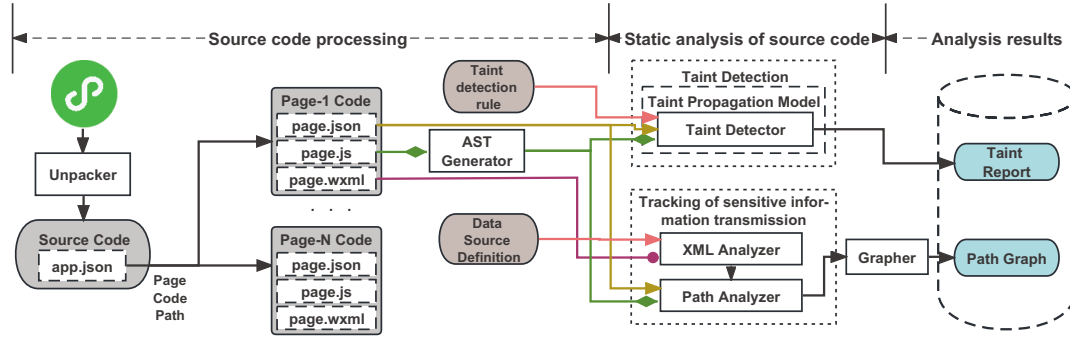 Source code processing
Static analysis of source code
Analysis results
Unpacker
Source Code
app.json
Page
Code
Path
Page-1 Code
page.json
page.js
page.wxml
. . .
Page-N Code
page.json
page.js
page.wxml
Taint
detection
rule
AST
Generator
Data
Source
Definition
Taint Detection
Taint Propagation Model
Taint Detector
Tracking of sensitive infor-
mation transmission
XML Analyzer
Path Analyzer
Grapher
Taint
Report
Path Graph